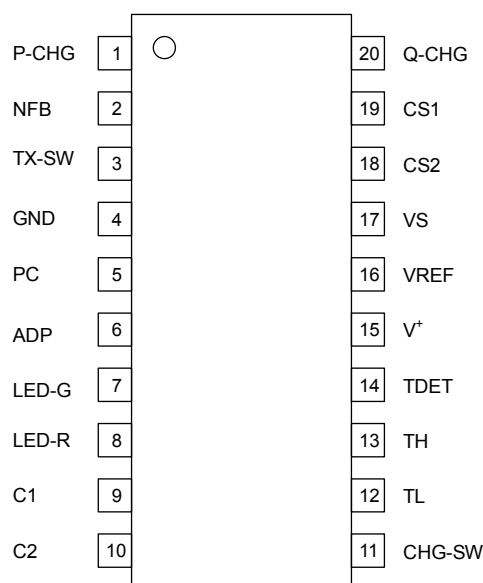 P-CHG 1 20 Q-CHG
NFB 2 19 CS1
TX-SW 3 18 CS2
GND 4 17 VS
PC 5 16 VREF
ADP 6 15 V⁺
LED-G 7 14 TDET
LED-R 8 13 TH
C1 9 12 TL
C2 10 11 CHG-SW